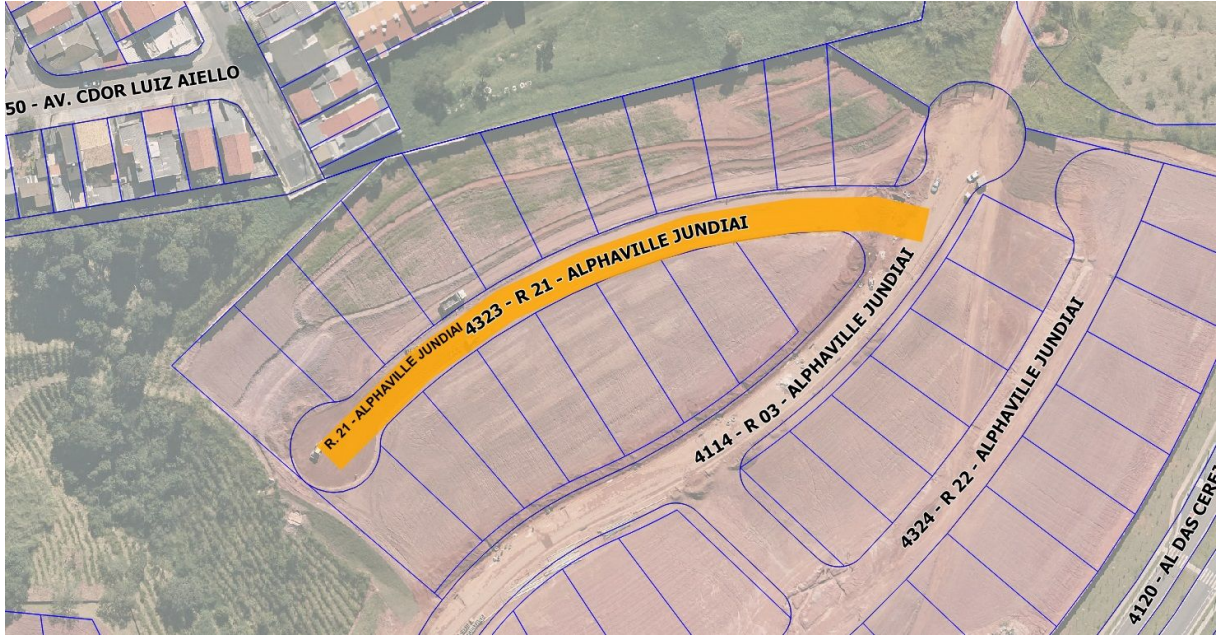 50 - AV. CDOR LUIZ AIELLO
4323 - R 21 - ALPHAVILLE JUNDIAI
R. 21 - ALPHAVILLE JUNDIAI
4114 - R 03 - ALPHAVILLE JUNDIAI
4324 - R 22 - ALPHAVILLE JUNDIAI
4120 - AL DAS CEREJ